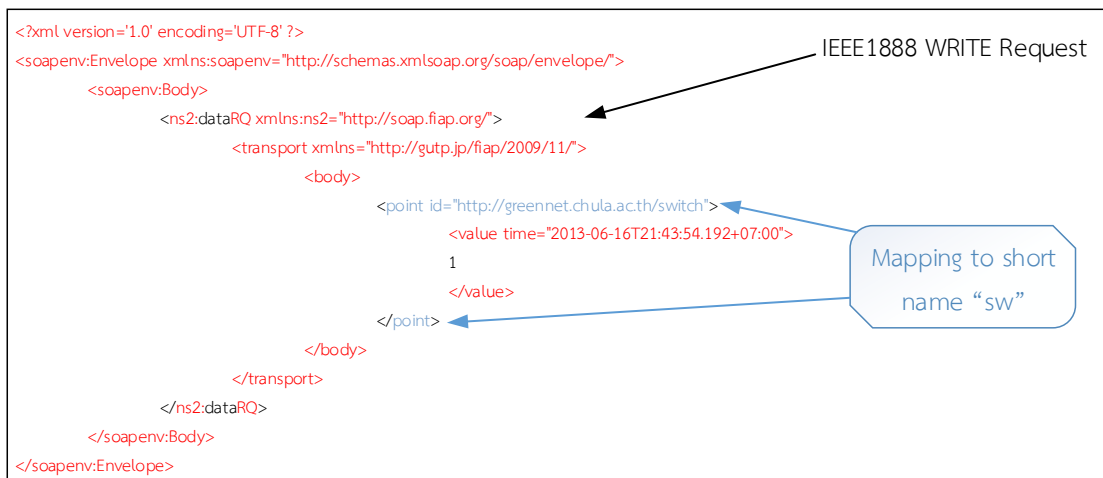 <?xml version='1.0' encoding='UTF-8' ?>
IEEE1888 WRITE Request
<soapenv:Envelope xmlns:soapenv="http://schemas.xmlsoap.org/soap/envelope/">
<soapenv:Body>
<ns2:dataRQ xmlns:ns2="http://soap.fiap.org/">
<transport xmlns="http://gutp.jp/fiap/2009/11/">
<body>
<point id="http://greennet.chula.ac.th/switch">
<value time="2013-06-16T21:43:54.192+07:00">
1
</value>
</point>
Mapping to short
name “sw”
</body>
</transport>
</ns2:dataRQ>
</soapenv:Body>
</soapenv:Envelope>